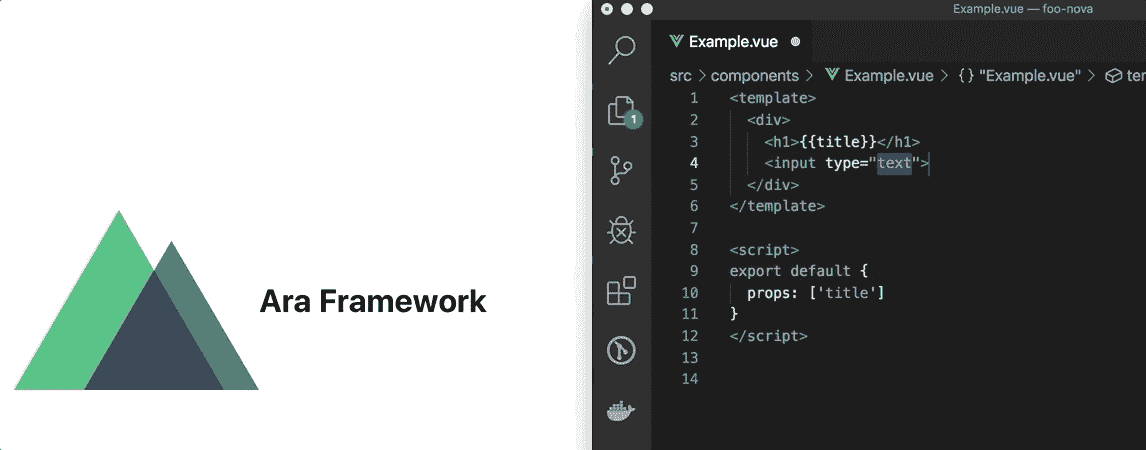 Ara Framework
Example.vue — foo-nova
Example.vue
src > components > Example.vue > {} "Example.vue" > tem
1
1 <template>
2 <div>
3 <h1>{{title}}</h1>
4 <input type="text">
5 </div>
6 </template>
7
8 <script>
9 export default {
10 props: ['title']
11 }
12 </script>
13
14